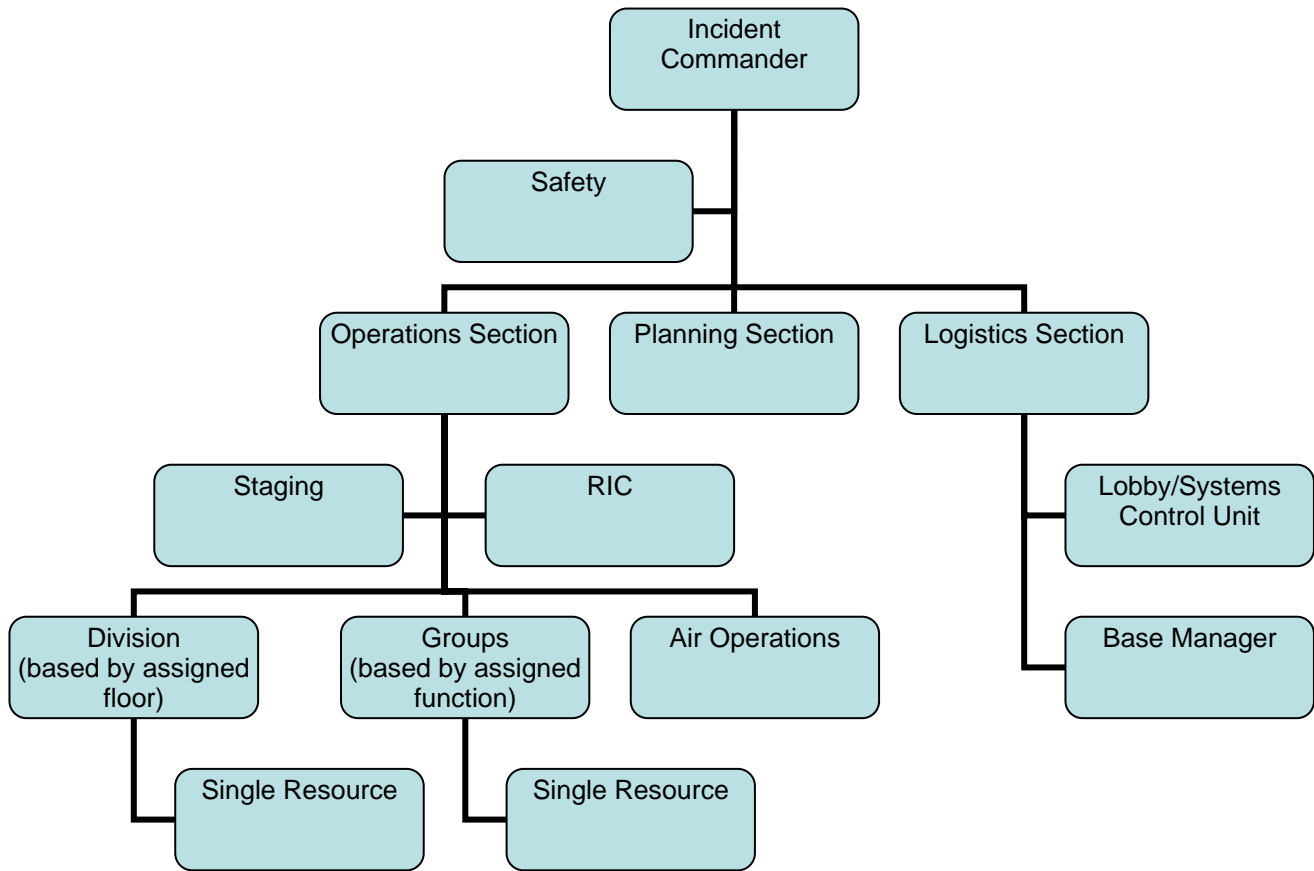 Incident
Commander
Safety
Operations Section
Planning Section
Logistics Section
Staging
RIC
Lobby/Systems
Control Unit
Division
(based by assigned
floor)
Groups
(based by assigned
function)
Air Operations
Base Manager
Single Resource
Single Resource